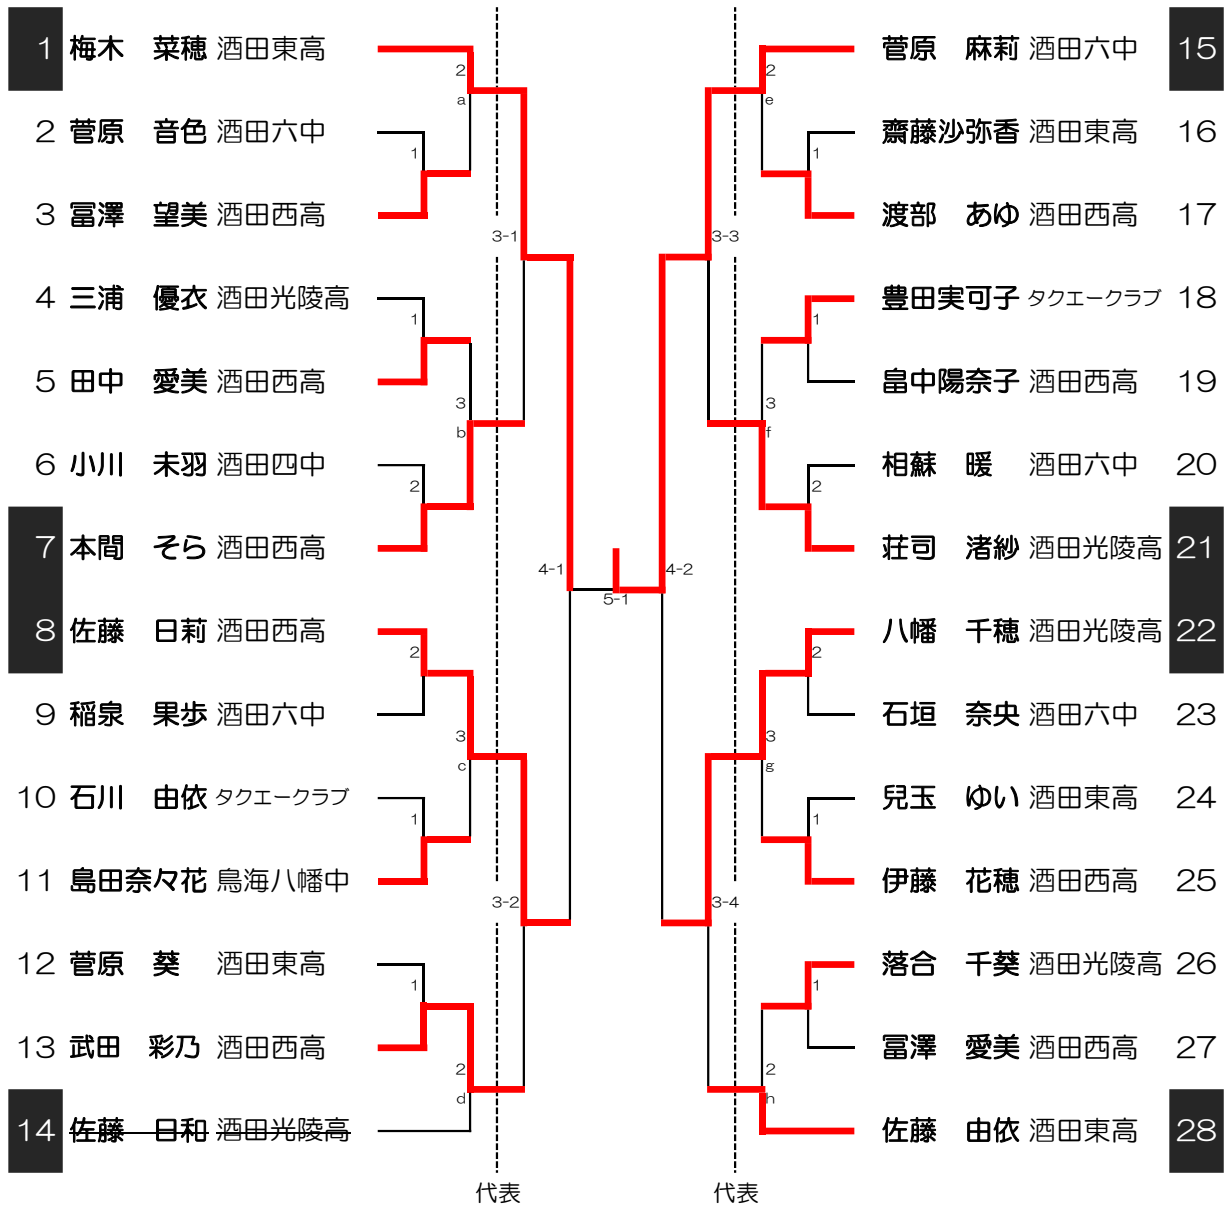 1 梅木　菜穂 酒田東高
2 菅原　音色 酒田六中
3 冨澤　望美 酒田西高
4 三浦　優衣 酒田光陵高
5 田中　愛美 酒田西高
6 小川　未羽 酒田四中
7 本間　そら 酒田西高
8 佐藤　日莉 酒田西高
9 稲泉　果歩 酒田六中
10 石川　由依 タクエークラブ
11 島田奈々花 鳥海八幡中
12 菅原　葵 酒田東高
13 武田　彩乃 酒田西高
14 佐藤　日和 酒田光陵高
2
a
1
3-1
1
3
b
2
4-1
2
3
c
1
3-2
1
2
d
代表
5-1
菅原　麻莉 酒田六中 15
齋藤沙弥香 酒田東高 16
渡部　あゆ 酒田西高 17
豊田実可子 タクエークラブ 18
畠中陽奈子 酒田西高 19
相蘇　暖 酒田六中 20
荘司　渚紗 酒田光陵高 21
八幡　千穂 酒田光陵高 22
石垣　奈央 酒田六中 23
兒玉　ゆい 酒田東高 24
伊藤　花穂 酒田西高 25
落合　千葵 酒田光陵高 26
冨澤　愛美 酒田西高 27
佐藤　由依 酒田東高 28
2
e
1
3-3
1
3
f
2
4-2
2
3
g
1
3-4
1
2
h
代表